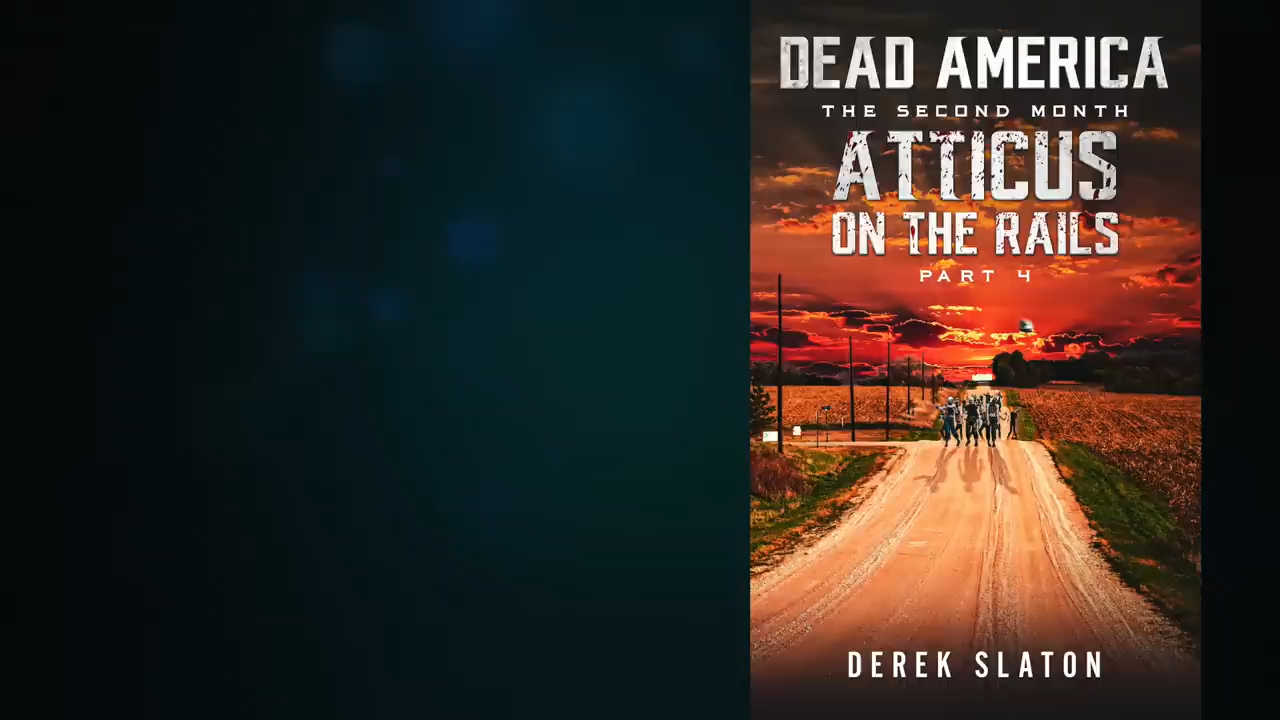 DEAD AMERICA
THE SECOND MONTH
ATTICUS
ON THE RAILS
PART 4
DEREK SLATON